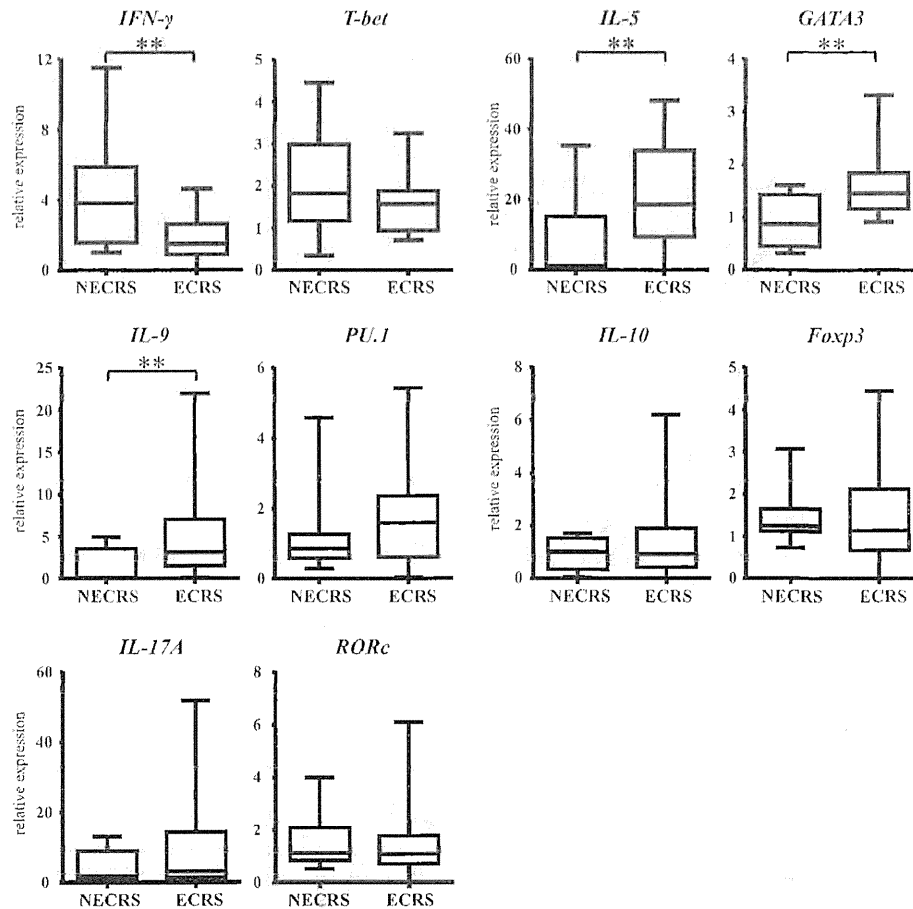 IFN-γ
**
relative expression
12
8
4
0
NECRS ECRS
T-bct
5
4
3
2
1
0
NECRS ECRS
IL-5
**
relative expression
60
40
20
0
NECRS ECRS
GATA3
**
4
3
2
1
0
NECRS ECRS
IL-9
**
relative expression
25
20
15
10
5
0
NECRS ECRS
PU.1
6
4
2
0
NECRS ECRS
IL-10
relative expression
8
6
4
2
0
NECRS ECRS
Foxp3
5
4
3
2
1
0
NECRS ECRS
IL-17A
relative expression
60
40
20
0
NECRS ECRS
RORc
8
6
4
2
0
NECRS ECRS